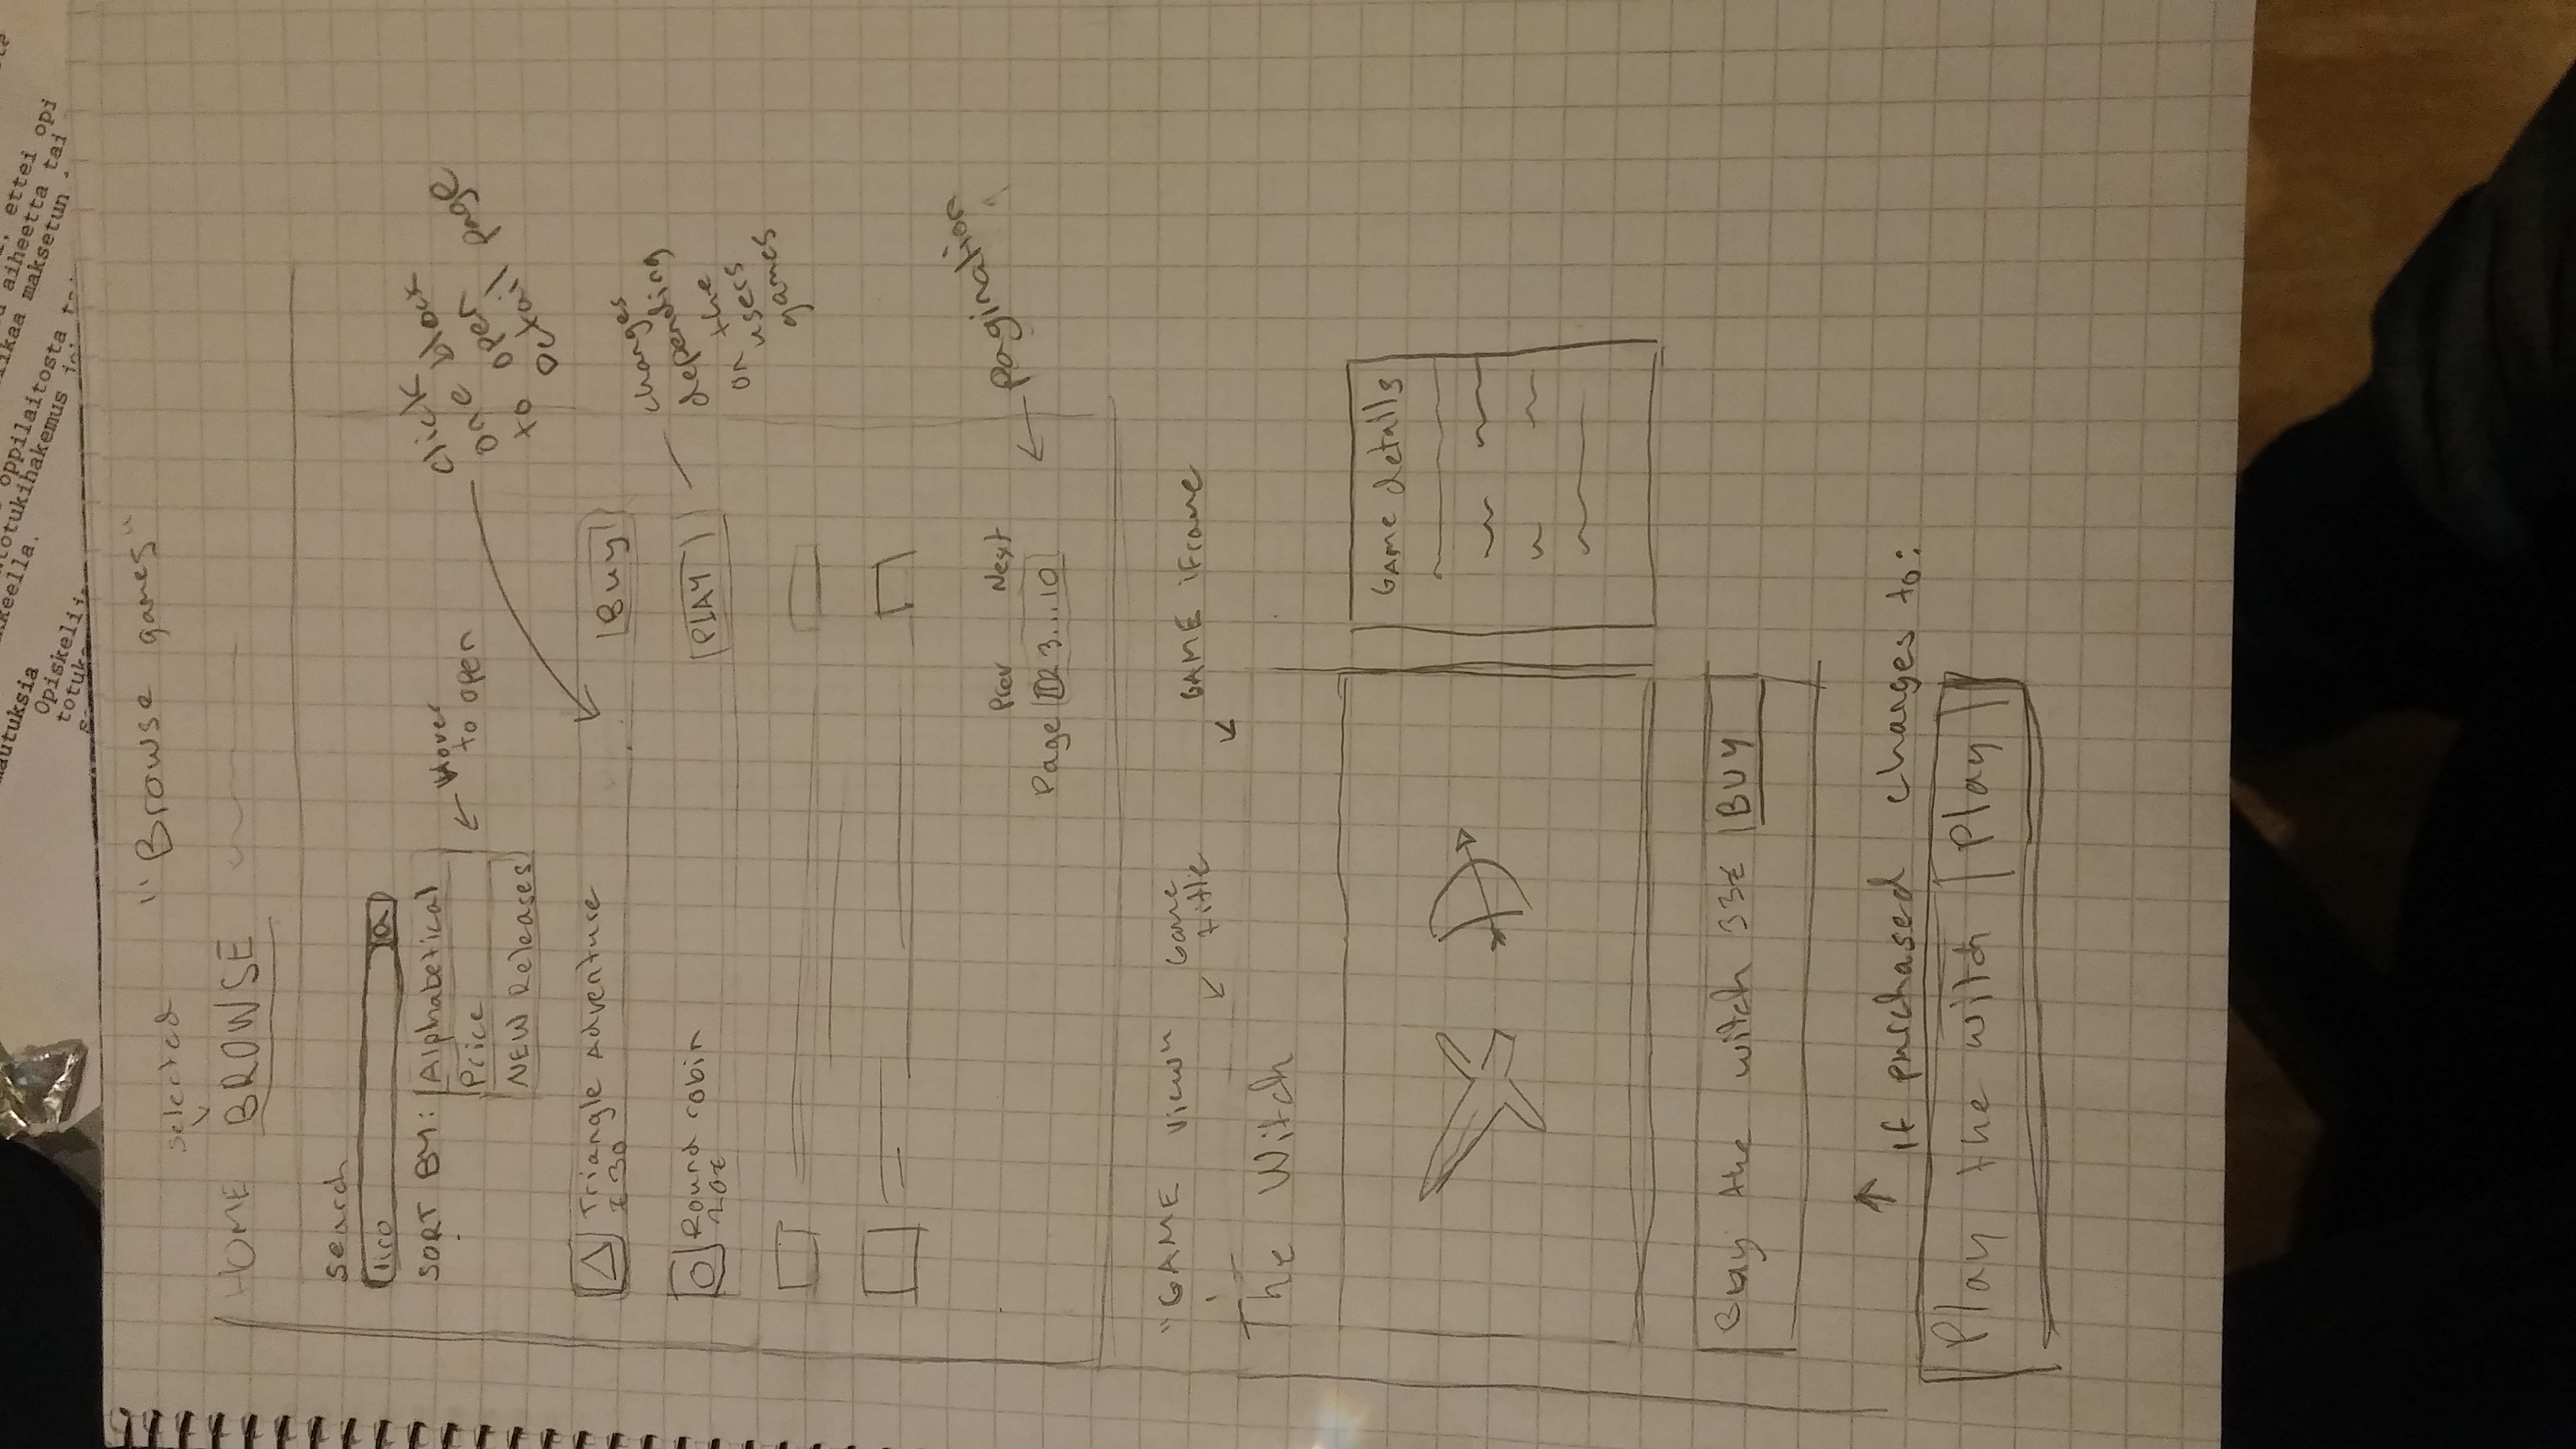 mautuksia
keella.
Opiskelij
totuk
oppilaitosta
totukihakemus
ikaa maksetun
aiheetta tai
ettei opi
"Browse games"
selected
HOME BROWSE
Search
SORT BY: Alphabetical
Price
NEW Releases
Hover
to open
click
one block
to open
Detail page
Triangle Adventure
Buy
Round robin
PLAY
changes
depending
on the
users
games
Prev Next
Page 1 2 3...10
Pagination
"GAME view"
Game
title
GAME iFrame
The Witch
GAME details
Buy the witch 33€ BUY
If purchased changes to:
Play the witch Play